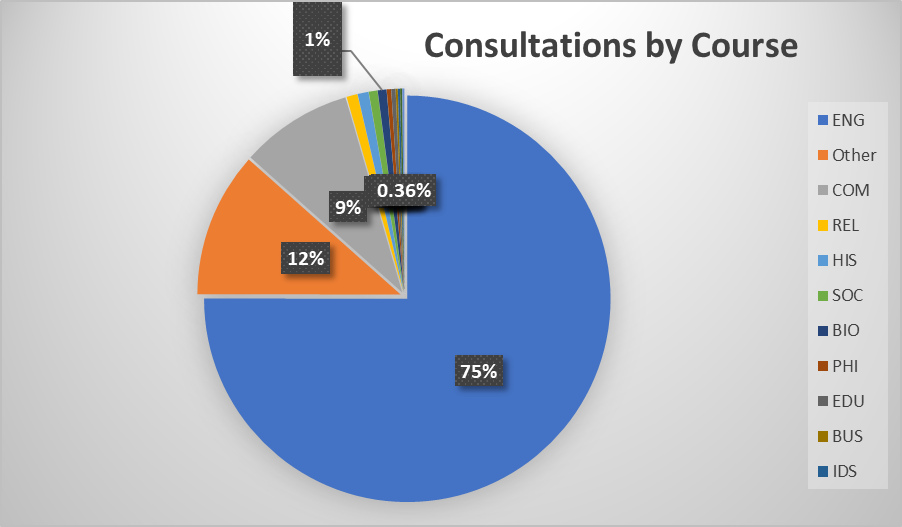 1%
Consultations by Course
0.36%
9%
12%
75%
ENG
Other
COM
REL
HIS
SOC
BIO
PHI
EDU
BUS
IDS